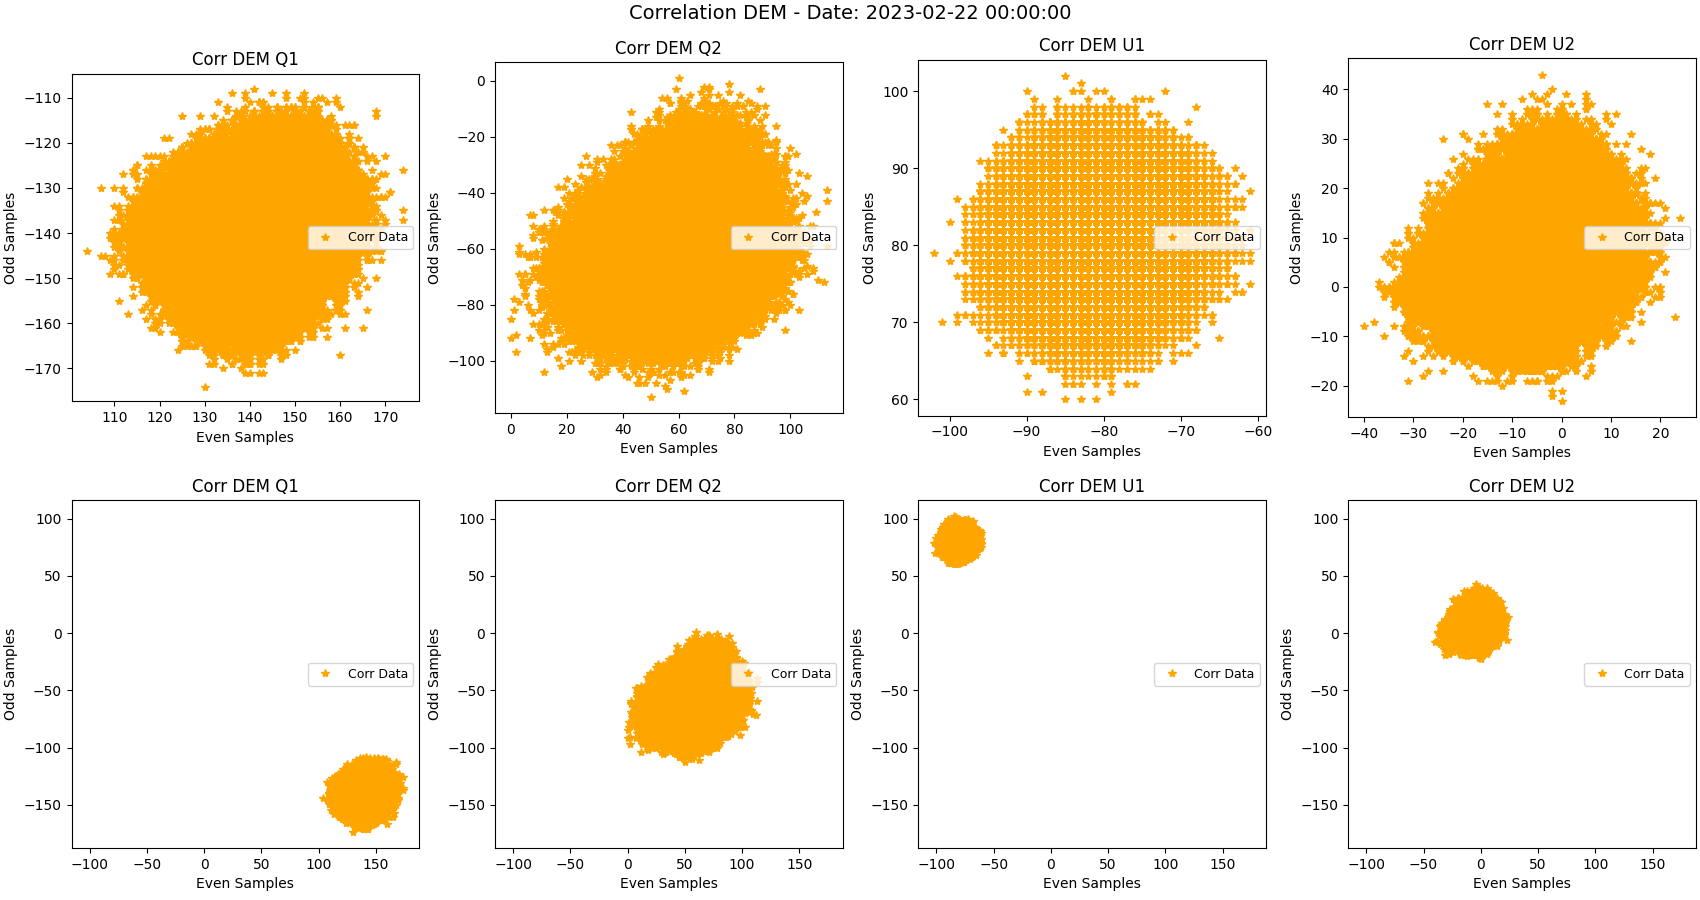 Correlation DEM - Date: 2023-02-22 00:00:00
Corr DEM Q1
Odd Samples
−110
−120
−130
−140
−150
−160
−170
110 120 130 140 150 160 170
Even Samples
Corr Data
Corr DEM Q2
Odd Samples
0
−20
−40
−60
−80
−100
0 20 40 60 80 100
Even Samples
Corr Data
Corr DEM U1
Odd Samples
100
90
80
70
60
−100 −90 −80 −70 −60
Even Samples
Corr Data
Corr DEM U2
Odd Samples
40
30
20
10
0
−10
−20
−40 −30 −20 −10 0 10 20
Even Samples
Corr Data
Corr DEM Q1
Odd Samples
100
50
0
−50
−100
−150
−100 −50 0 50 100 150
Even Samples
Corr Data
Corr DEM Q2
Odd Samples
100
50
0
−50
−100
−150
−100 −50 0 50 100 150
Even Samples
Corr Data
Corr DEM U1
Odd Samples
100
50
0
−50
−100
−150
−100 −50 0 50 100 150
Even Samples
Corr Data
Corr DEM U2
Odd Samples
100
50
0
−50
−100
−150
−100 −50 0 50 100 150
Even Samples
Corr Data